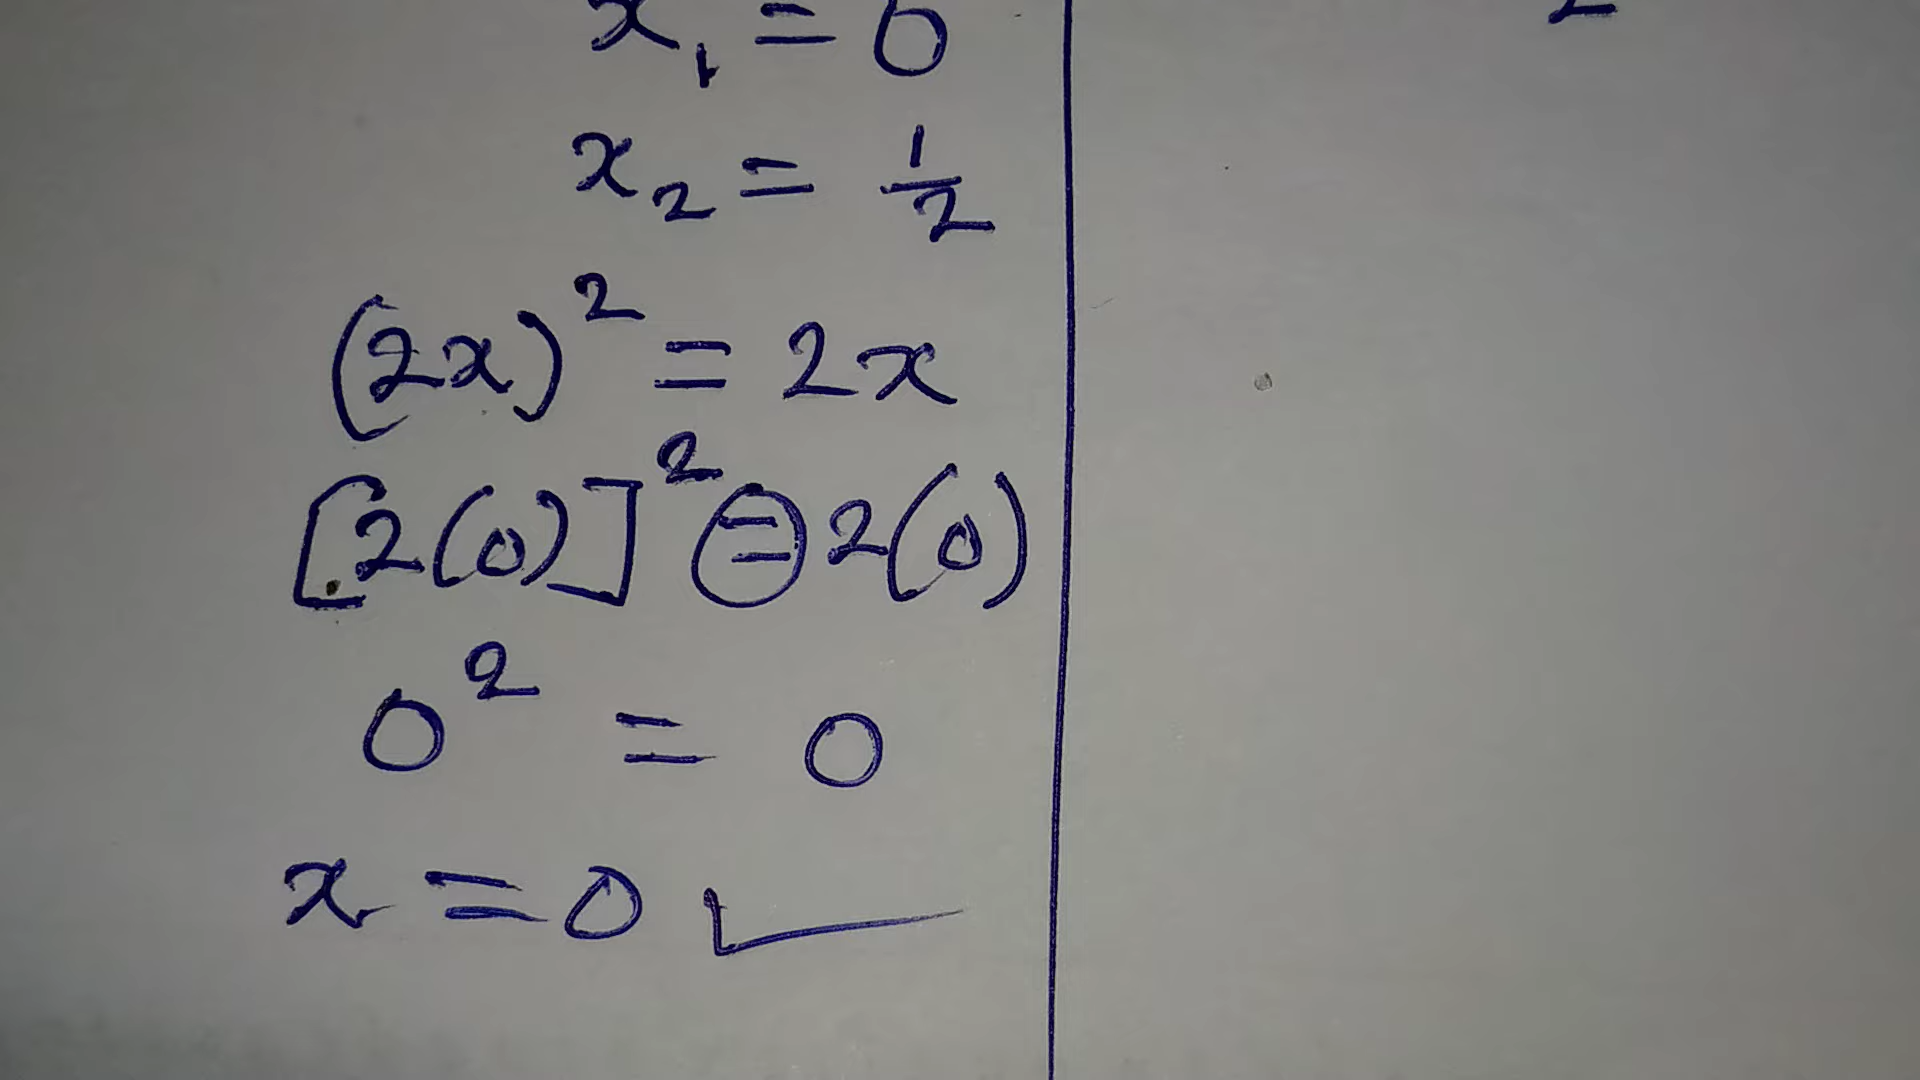 x₁ = 0
x₂ = 1/2
(2x)² = 2x
[2(0)]² = 2(0)
0² = 0
x = 0 ✓